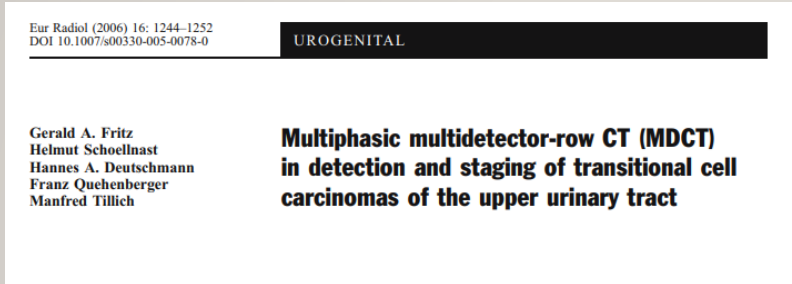 Eur Radiol (2006) 16: 1244–1252
DOI 10.1007/s00330-005-0078-0
UROGENITAL
Gerald A. Fritz
Helmut Schoellnast
Hannes A. Deutschmann
Franz Quehenberger
Manfred Tillich
Multiphasic multidetector-row CT (MDCT)
in detection and staging of transitional cell
carcinomas of the upper urinary tract